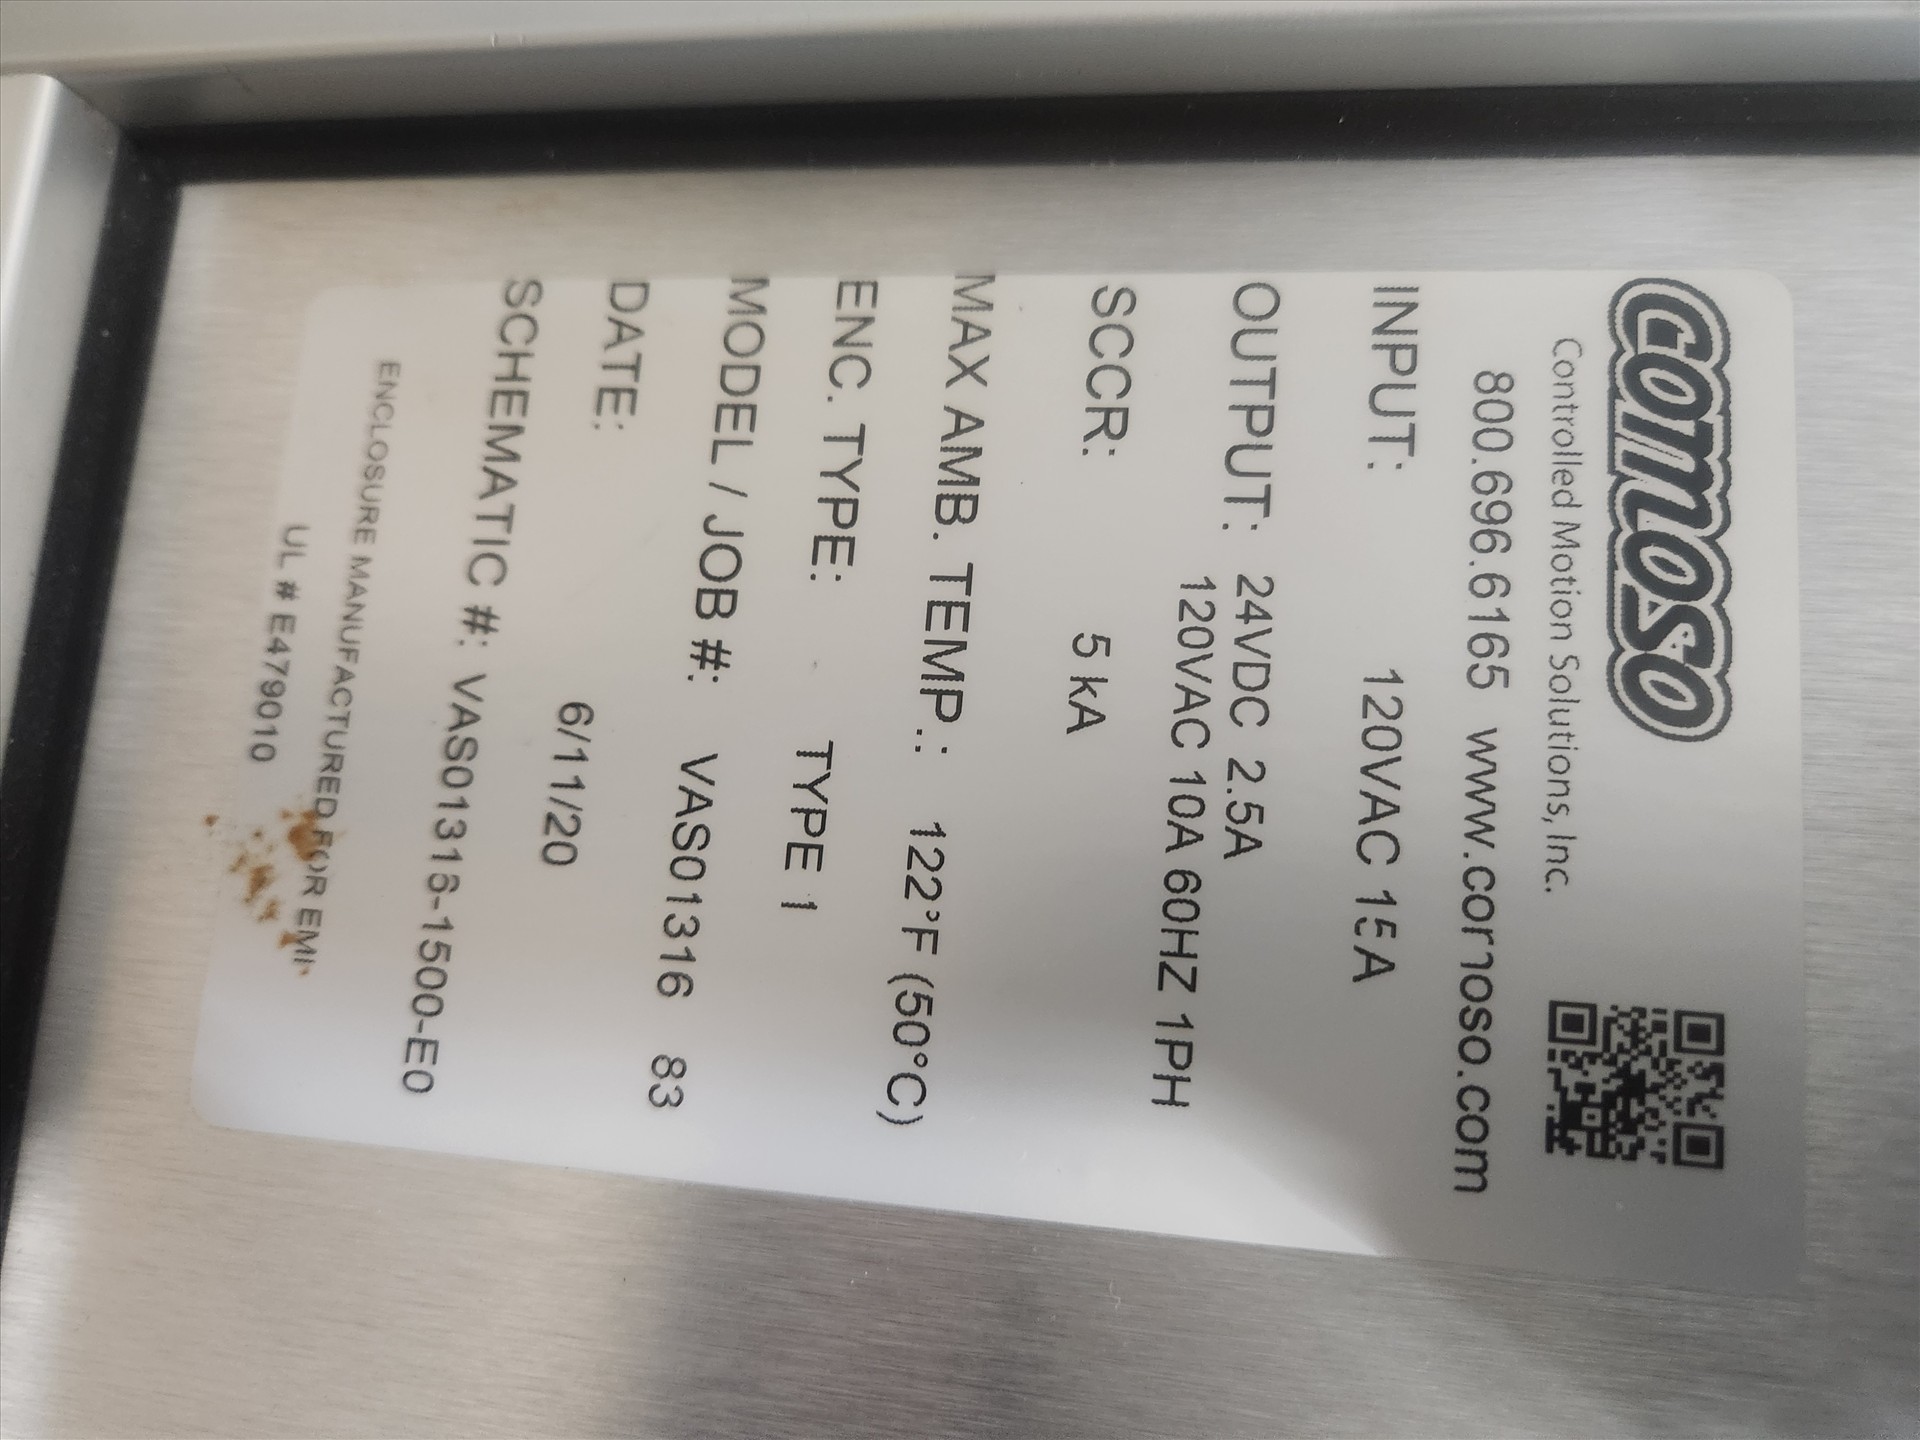 comoso
Controlled Motion Solutions, Inc.
800.696.6165 www.comoso.com
INPUT: 120VAC 15A
OUTPUT: 24VDC 2.5A
120VAC 10A 60HZ 1PH
SCCR: 5 kA
MAX AMB. TEMP.: 122°F (50°C)
ENC. TYPE: TYPE 1
MODEL / JOB #: VAS01316 83
DATE: 6/11/20
SCHEMATIC #: VAS01316-1500-E0
ENCLOSURE MANUFACTURED FOR EMI
UL # E479010